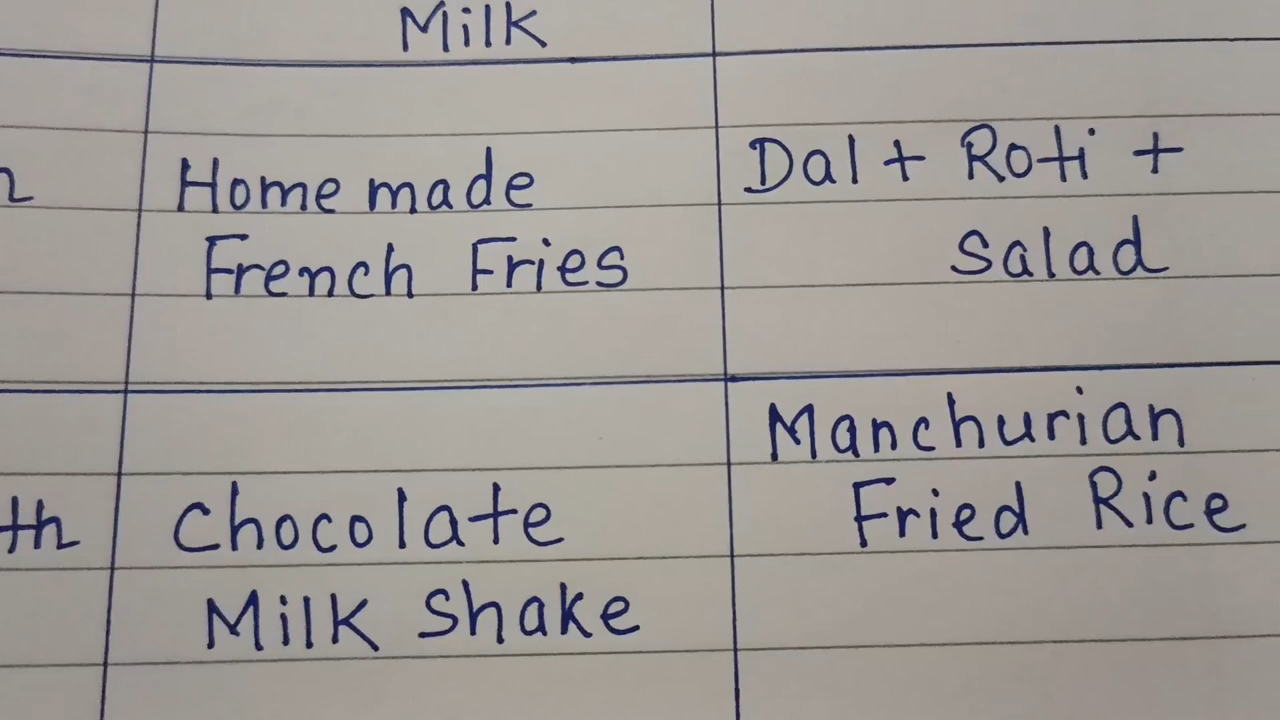 Milk
Home made
French Fries
Dal + Roti +
Salad
th
Chocolate
Milk Shake
Manchurian
Fried Rice